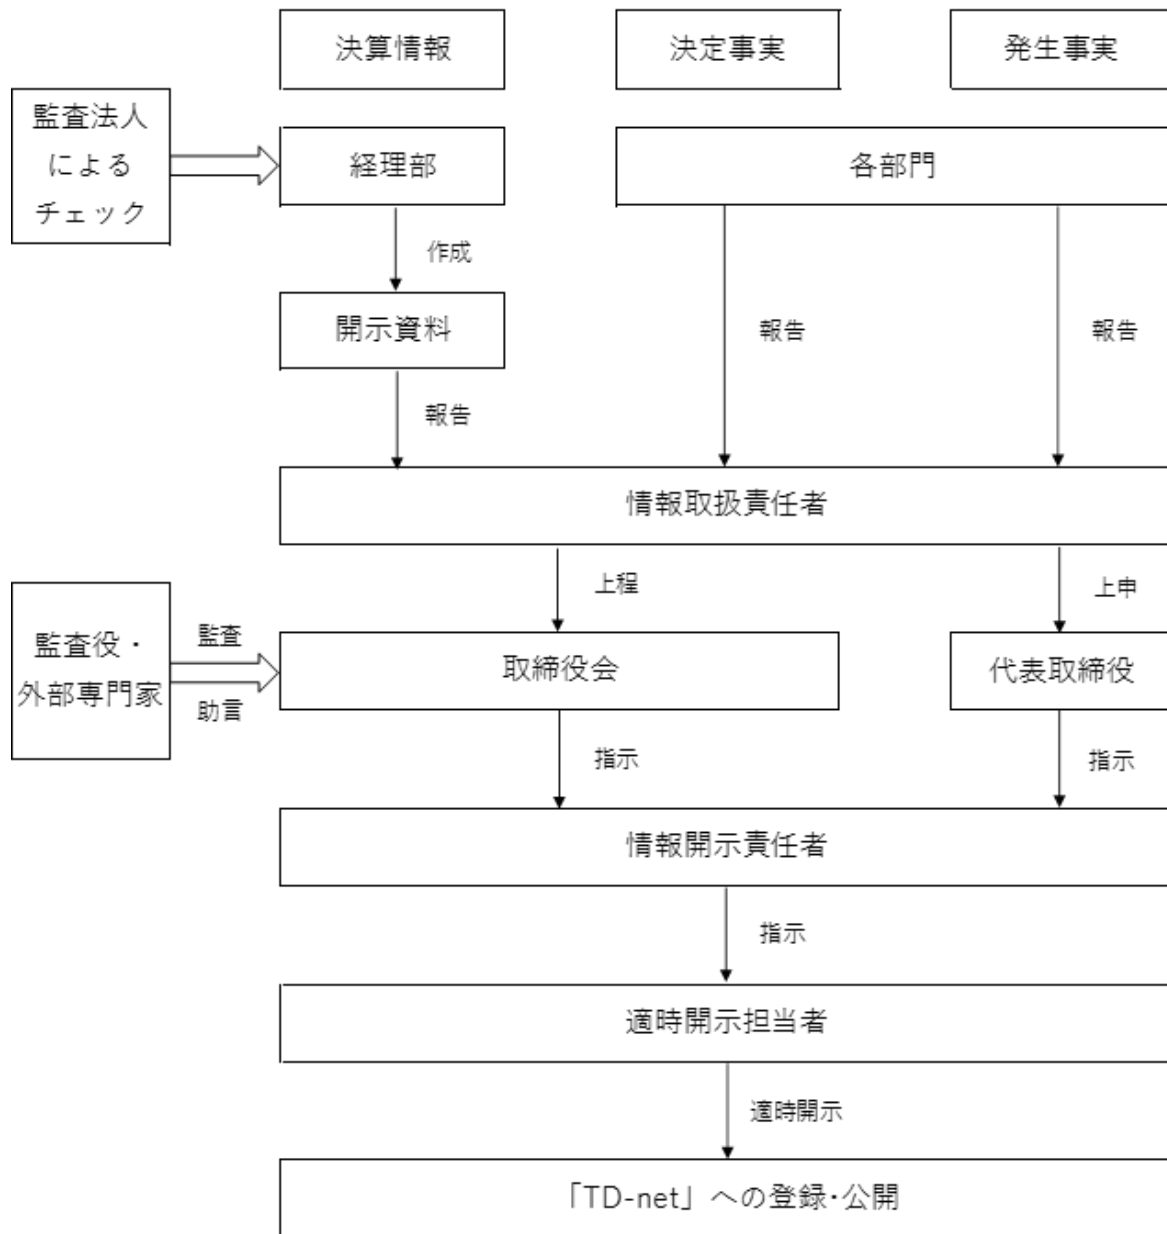 決算情報
決定事実
発生事実
監査法人
による
チェック
経理部
各部門
作成
開示資料
報告
報告
報告
情報取扱責任者
上程
上申
監査役・
外部専門家
監査
助言
取締役会
代表取締役
指示
指示
情報開示責任者
指示
適時開示担当者
適時開示
「TD-net」への登録・公開